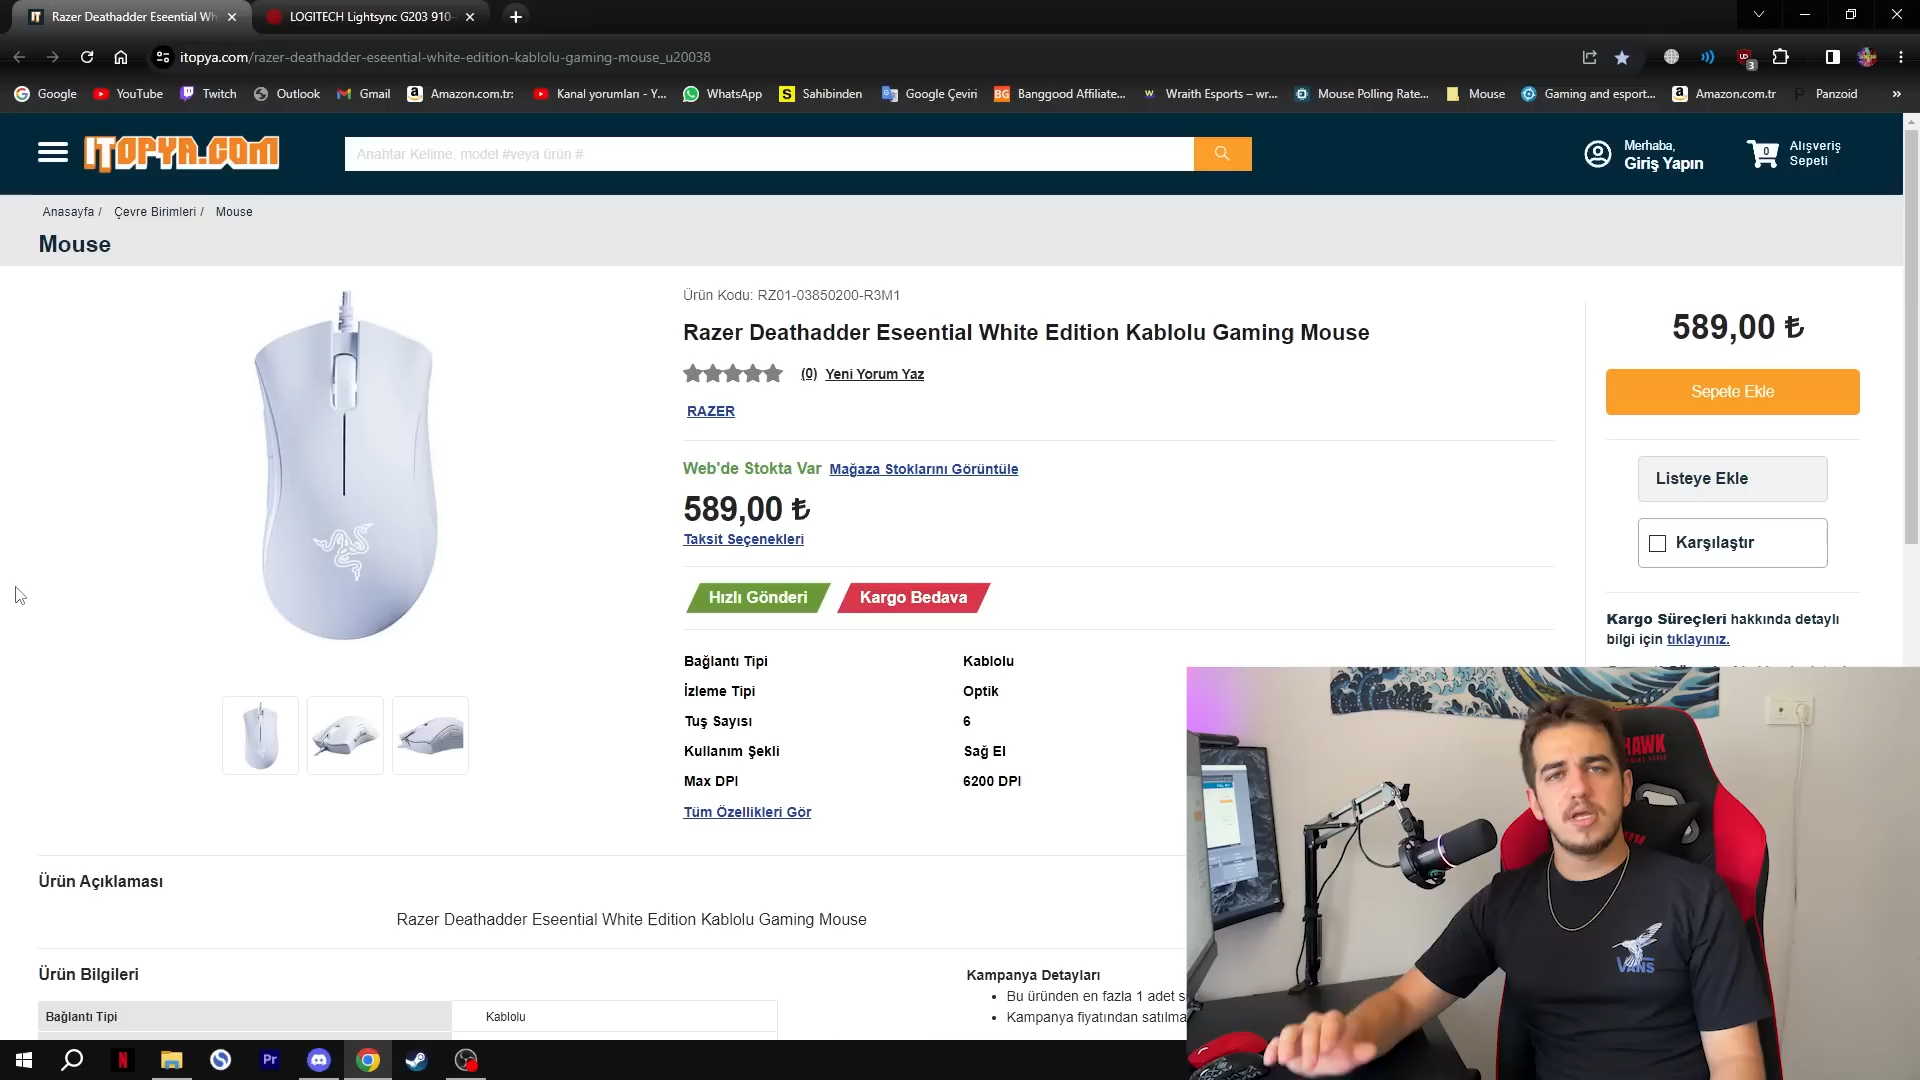 Razer Deathadder Eseential Wh
LOGITECH Lightsync G203 910-
itopya.com/razer-deathadder-eseential-white-edition-kablolu-gaming-mouse_u20038
3
Google
YouTube
Twitch
Outlook
Gmail
Amazon.com.tr:
Kanal yorumları - Y...
WhatsApp
Sahibinden
Google Çeviri
Banggood Affiliate...
Wraith Esports – wr...
Mouse Polling Rate...
Mouse
Gaming and esport...
Amazon.com.tr
Panzoid
ITOPYA.COM
Anahtar Kelime, model #veya ürün #
Merhaba,
Giriş Yapın
0
Alışveriş
Sepeti
Anasayfa / Çevre Birimleri / Mouse
Mouse
Ürün Kodu: RZ01-03850200-R3M1
Razer Deathadder Eseential White Edition Kablolu Gaming Mouse
(0) Yeni Yorum Yaz
RAZER
Web'de Stokta Var Mağaza Stoklarını Görüntüle
589,00 ₺
Taksit Seçenekleri
Hızlı Gönderi
Kargo Bedava
Bağlantı Tipi Kablolu
İzleme Tipi Optik
Tuş Sayısı 6
Kullanım Şekli Sağ El
Max DPI 6200 DPI
Tüm Özellikleri Gör
589,00 ₺
Sepete Ekle
Listeye Ekle
Karşılaştır
Kargo Süreçleri hakkında detaylı
bilgi için tıklayınız.
Ürün Açıklaması
Razer Deathadder Eseential White Edition Kablolu Gaming Mouse
Ürün Bilgileri
Bağlantı Tipi Kablolu
Kampanya Detayları
• Bu üründen en fazla 1 adet s
• Kampanya fiyatından satılma
HAWK
VANS
N
Pr